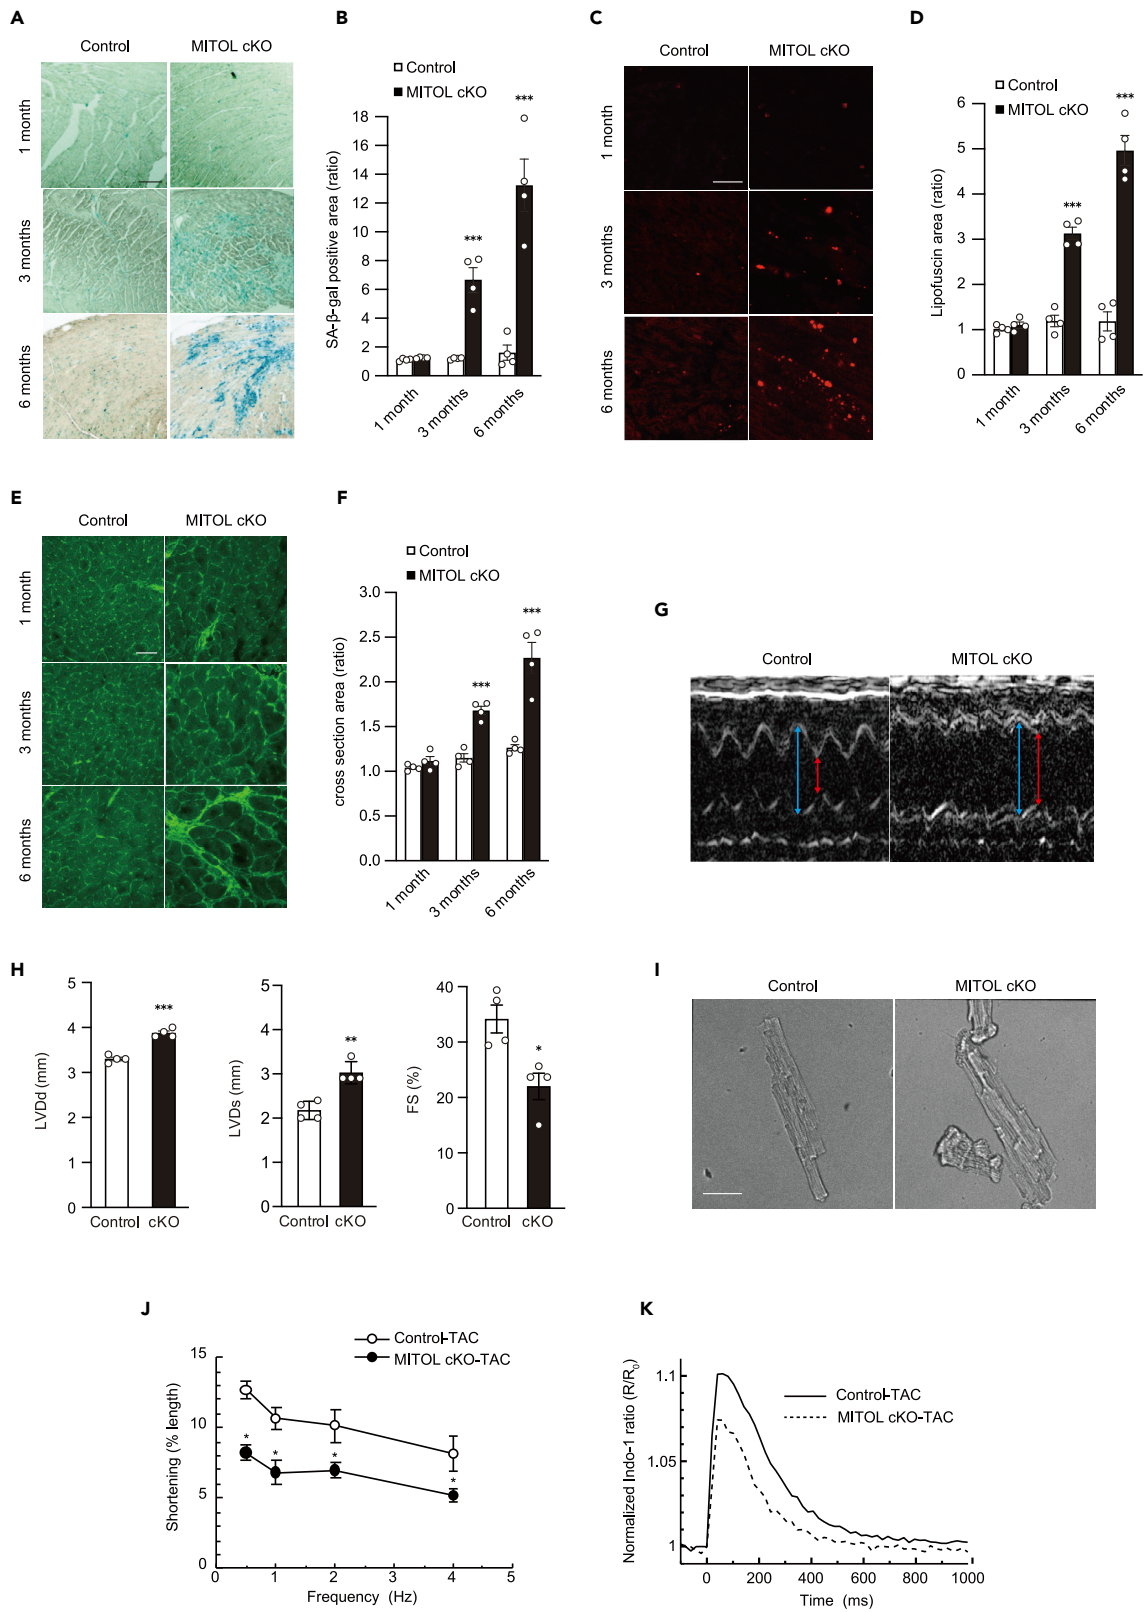 A
Control
MITOL cKO
1 month
3 months
6 months
B
Control
MITOL cKO
SA-β-gal positive area (ratio)
18
16
14
12
10
8
6
4
2
0
***
***
1 month
3 months
6 months
C
Control
MITOL cKO
1 month
3 months
6 months
D
Control
MITOL cKO
Lipofuscin area (ratio)
6
5
4
3
2
1
0
***
***
1 month
3 months
6 months
E
Control
MITOL cKO
1 month
3 months
6 months
F
Control
MITOL cKO
cross section area (ratio)
3.0
2.5
2.0
1.5
1.0
0.5
0.0
***
***
1 month
3 months
6 months
G
Control
MITOL cKO
H
LVDd (mm)
5
4
3
2
1
0
***
Control cKO
LVDs (mm)
5
4
3
2
1
0
**
Control cKO
FS (%)
40
30
20
10
0
*
Control cKO
I
Control
MITOL cKO
J
Control-TAC
MITOL cKO-TAC
Shortening (% length)
15
10
5
0
* * * *
0 1 2 3 4 5
Frequency (Hz)
K
Control-TAC
MITOL cKO-TAC
Normalized Indo-1 ratio (R/R0)
1.1
1.05
1
0 200 400 600 800 1000
Time (ms)